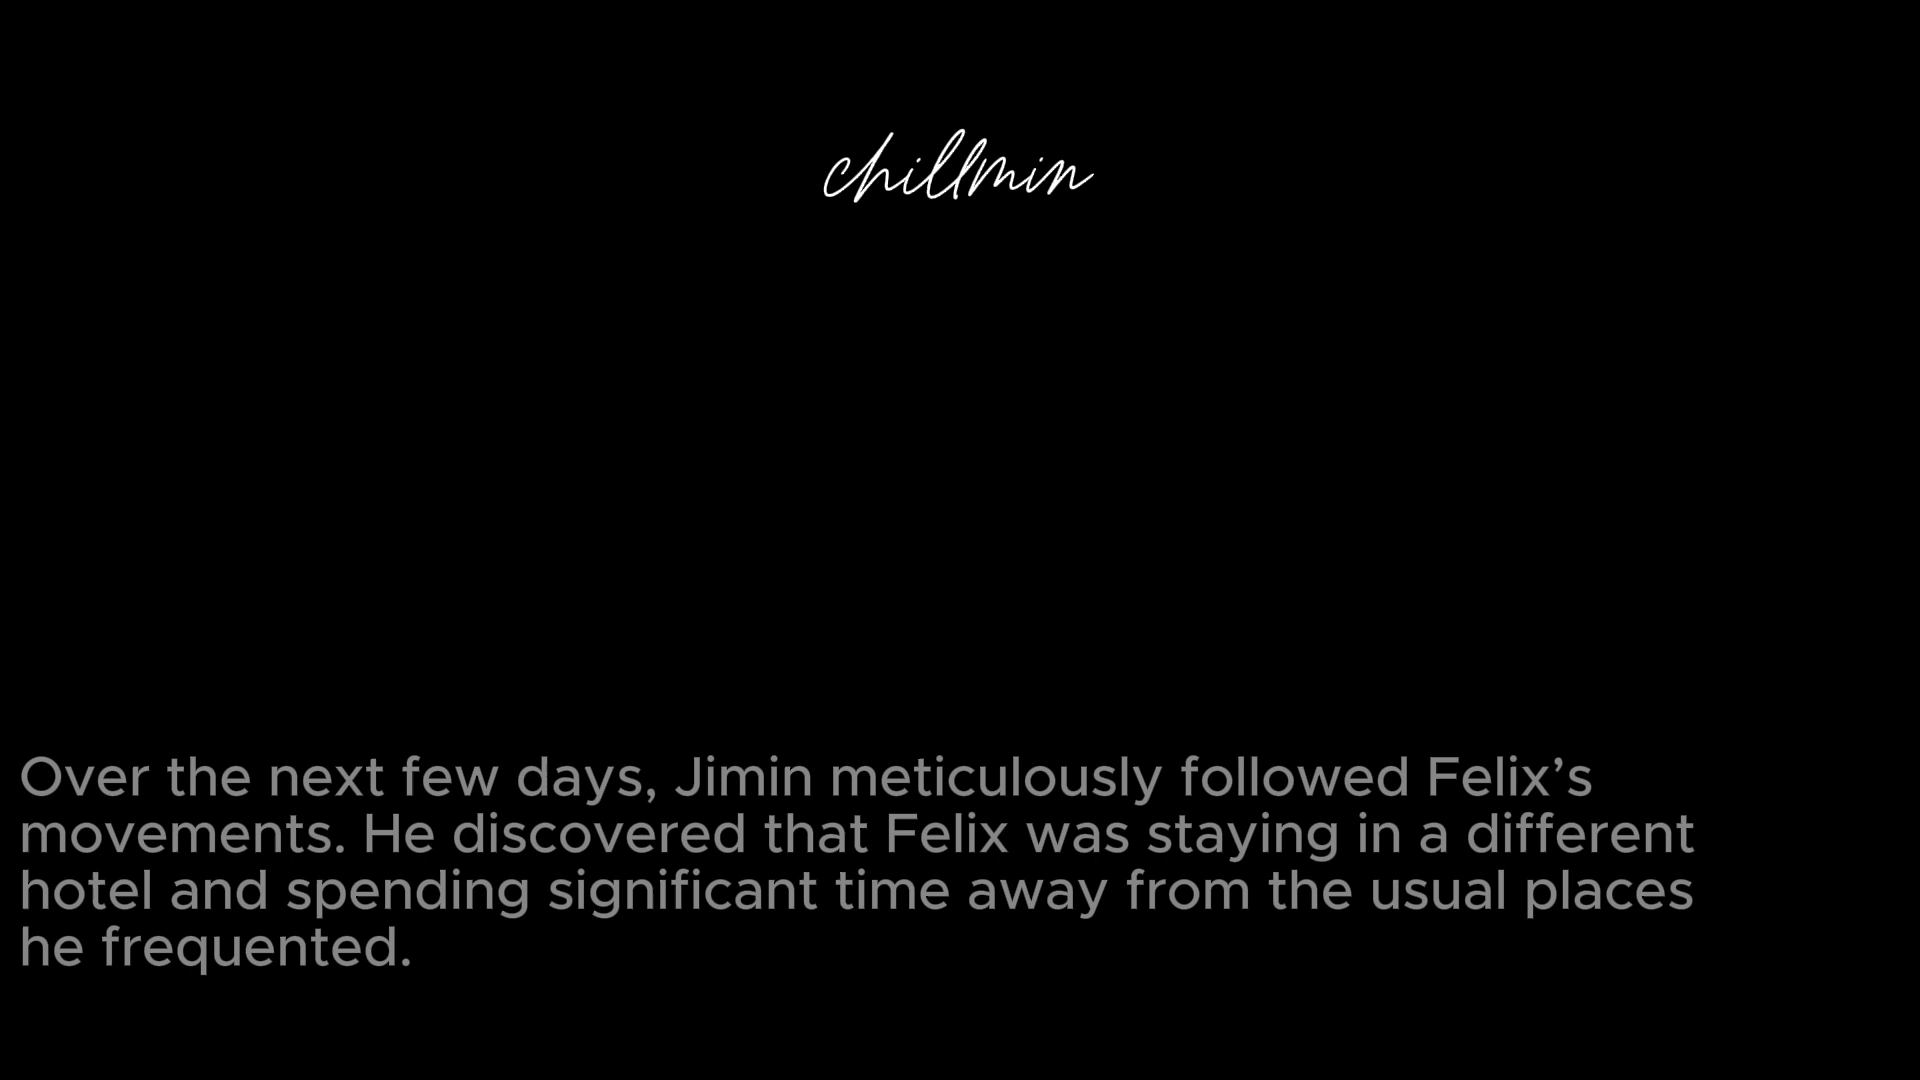 chillmin
Over the next few days, Jimin meticulously followed Felix’s
movements. He discovered that Felix was staying in a different
hotel and spending significant time away from the usual places
he frequented.